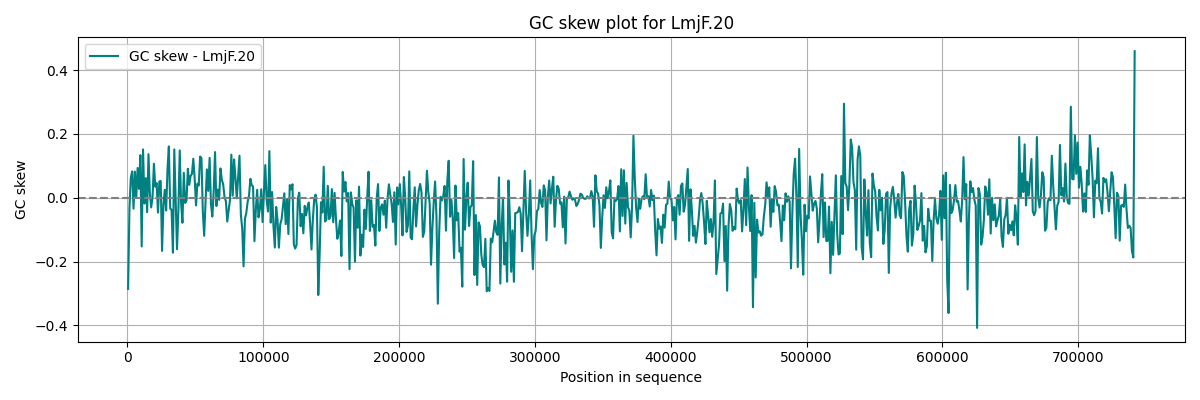 GC skew plot for LmjF.20
GC skew - LmjF.20
GC skew
0.4
0.2
0.0
−0.2
−0.4
0 100000 200000 300000 400000 500000 600000 700000
Position in sequence